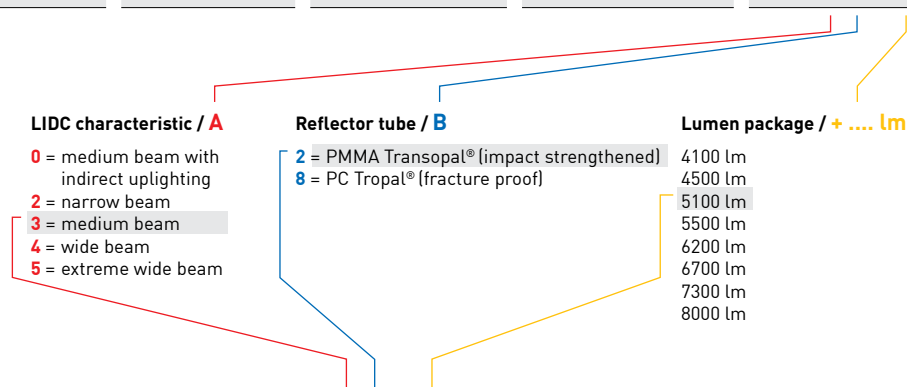 LIDC characteristic / A
0 = medium beam with
indirect uplighting
2 = narrow beam
3 = medium beam
4 = wide beam
5 = extreme wide beam
Reflector tube / B
2 = PMMA Transopal® (impact strengthened)
8 = PC Tropal® (fracture proof)
Lumen package / + .... lm
4100 lm
4500 lm
5100 lm
5500 lm
6200 lm
6700 lm
7300 lm
8000 lm